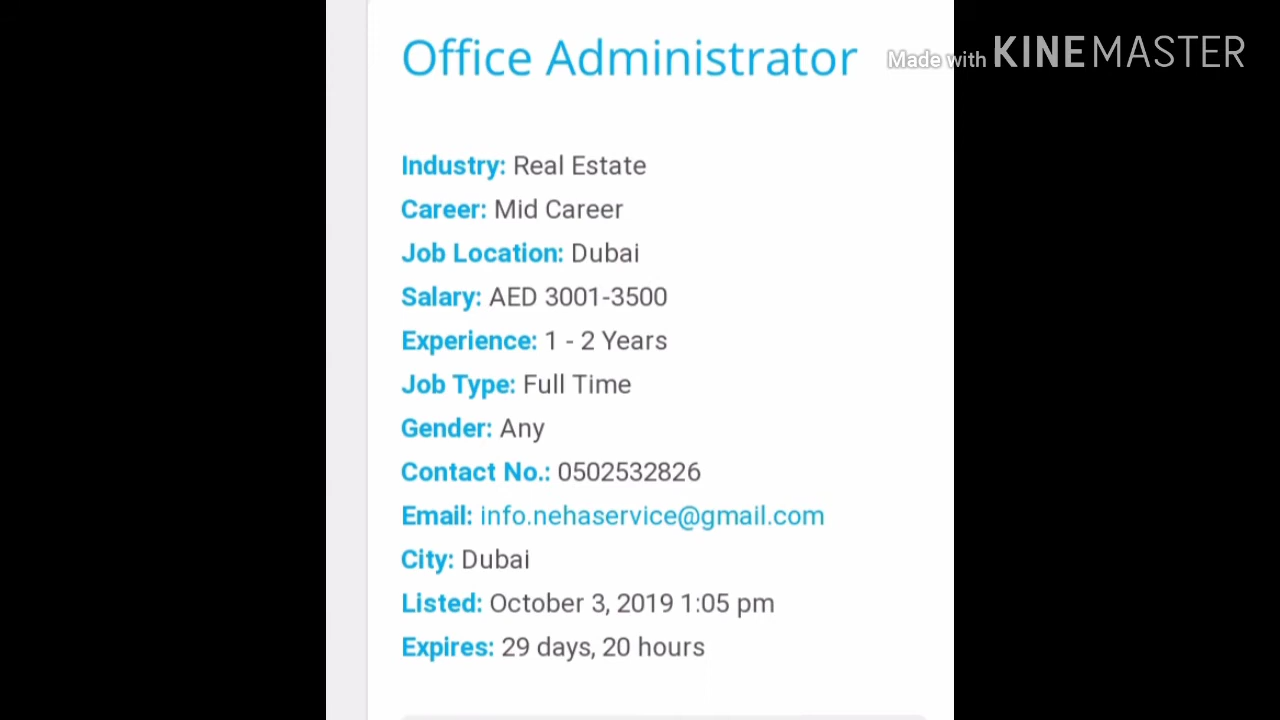 Office Administrator
Made with KINEMASTER
Industry: Real Estate
Career: Mid Career
Job Location: Dubai
Salary: AED 3001-3500
Experience: 1 - 2 Years
Job Type: Full Time
Gender: Any
Contact No.: 0502532826
Email: info.nehaservice@gmail.com
City: Dubai
Listed: October 3, 2019 1:05 pm
Expires: 29 days, 20 hours